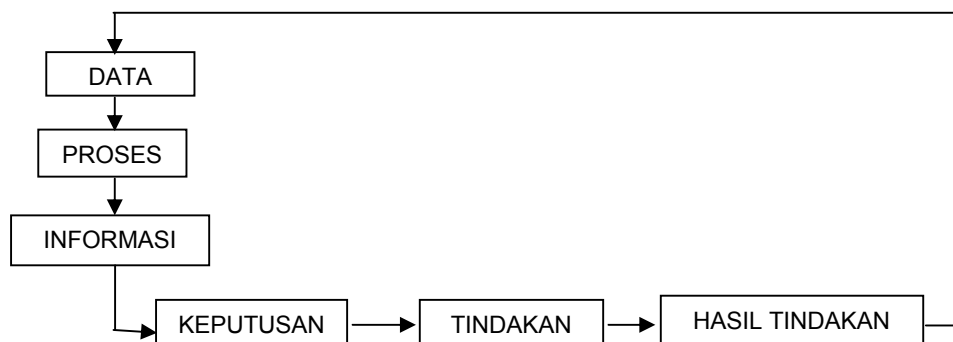 DATA
PROSES
INFORMASI
KEPUTUSAN
TINDAKAN
HASIL TINDAKAN